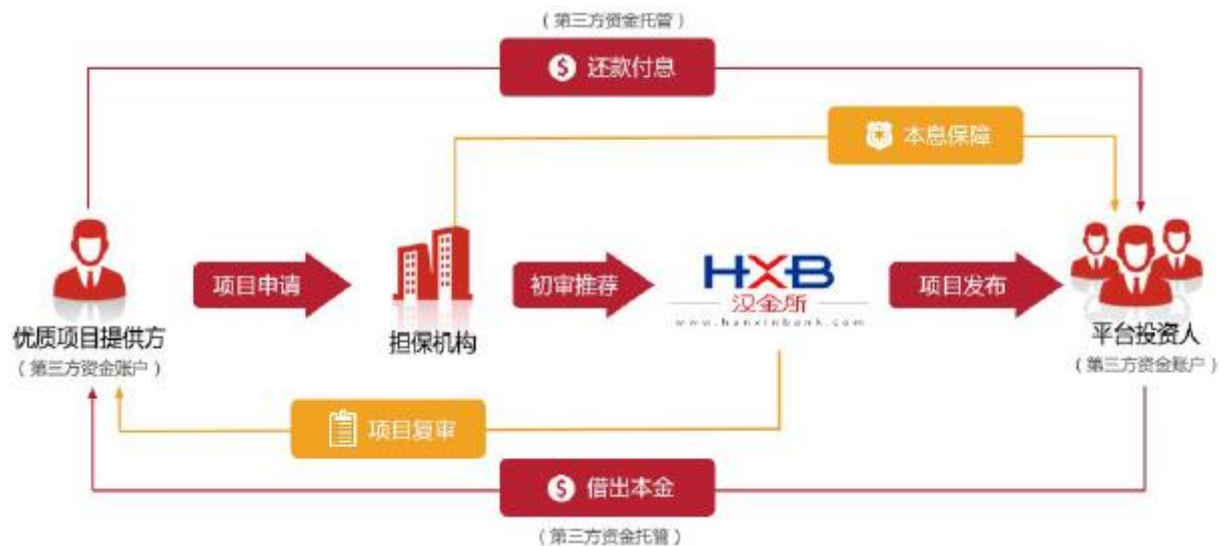 （第三方资金托管）
还款付息
本息保障
项目申请
初审推荐
HXB
汉金所
www.hanxinbank.com
项目发布
优质项目提供方
（第三方资金账户）
担保机构
平台投资人
（第三方资金账户）
项目复审
借出本金
（第三方资金托管）